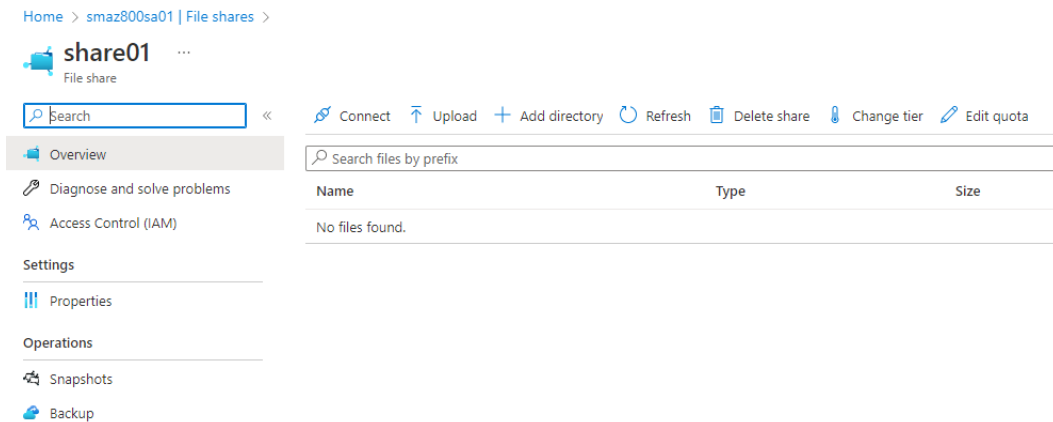 Home > smaz800sa01 | File shares >
share01 ...
File share
Search «
Overview
Diagnose and solve problems
Access Control (IAM)
Settings
Properties
Operations
Snapshots
Backup
Connect Upload Add directory Refresh Delete share Change tier Edit quota
Search files by prefix
Name Type Size
No files found.